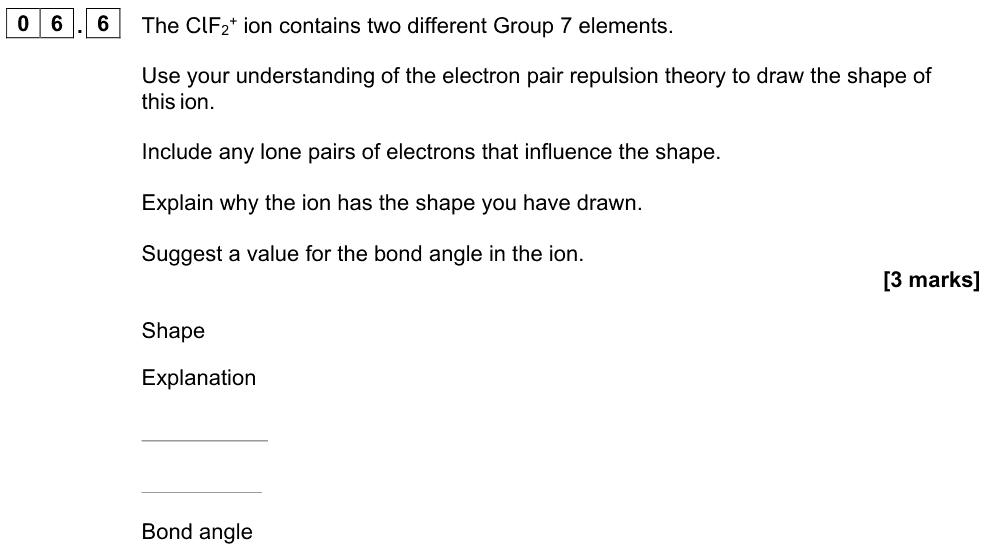 06.6 The ClF₂⁺ ion contains two different Group 7 elements.
Use your understanding of the electron pair repulsion theory to draw the shape of
this ion.
Include any lone pairs of electrons that influence the shape.
Explain why the ion has the shape you have drawn.
Suggest a value for the bond angle in the ion.
[3 marks]
Shape
Explanation
Bond angle